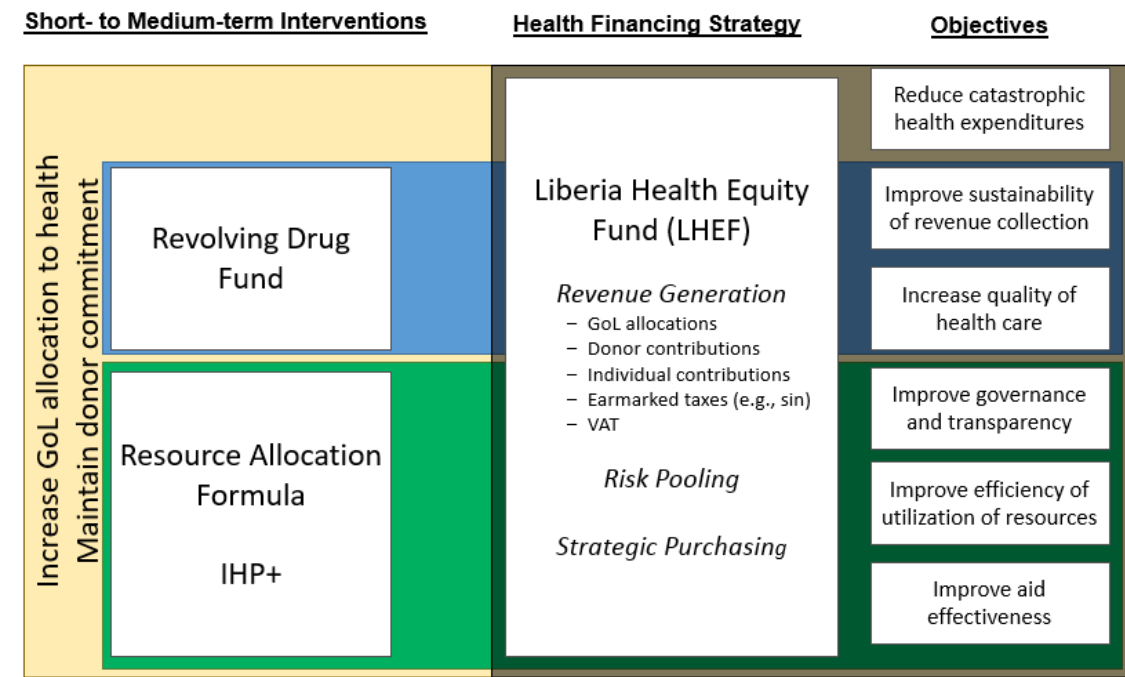 Short- to Medium-term Interventions
Health Financing Strategy
Objectives
Increase GoL allocation to health
Maintain donor commitment
Revolving Drug
Fund
Resource Allocation
Formula
IHP+
Liberia Health Equity
Fund (LHEF)
Revenue Generation
– GoL allocations
– Donor contributions
– Individual contributions
– Earmarked taxes (e.g., sin)
– VAT
Risk Pooling
Strategic Purchasing
Reduce catastrophic
health expenditures
Improve sustainability
of revenue collection
Increase quality of
health care
Improve governance
and transparency
Improve efficiency of
utilization of resources
Improve aid
effectiveness